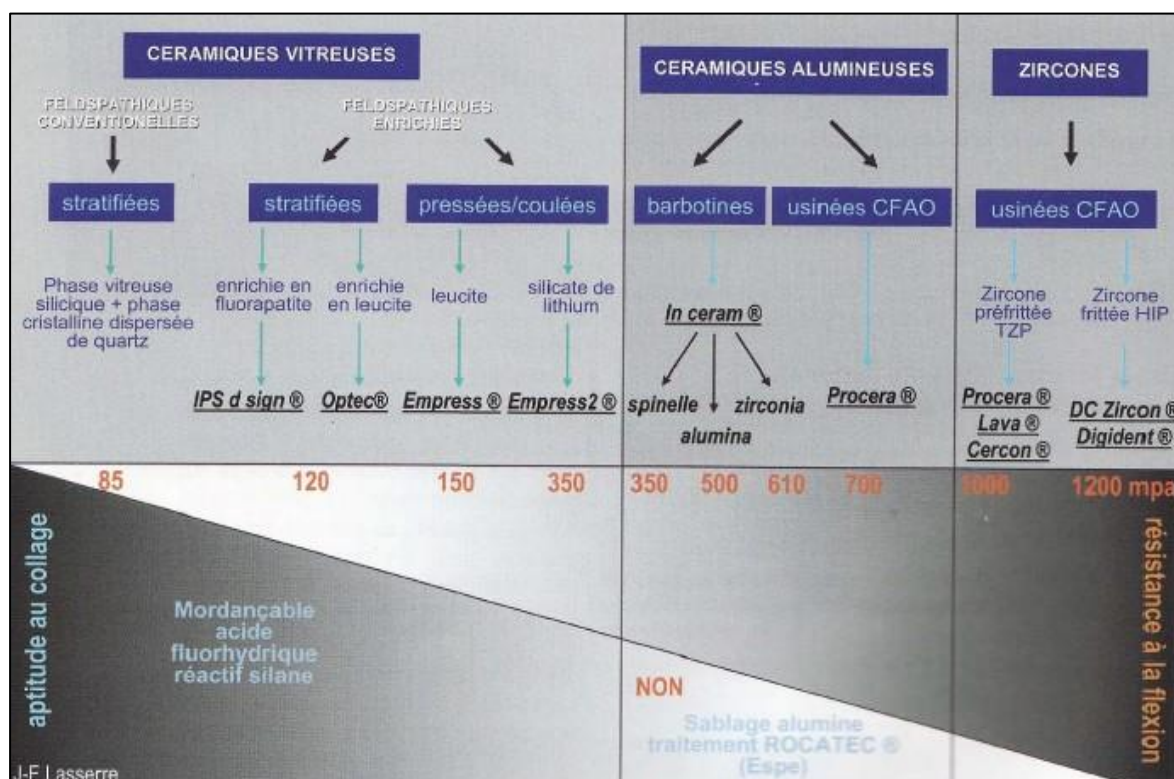 CERAMIQUES VITREUSES
CERAMIQUES ALUMINEUSES
ZIRCONES
FELDSPATHIQUES
CONVENTIONELLES
FELDSPATHIQUES
ENRICHIES
stratifiées
stratifiées
pressées/coulées
barbotines
usinées CFAO
usinées CFAO
Phase vitreuse
silicique + phase
cristalline dispersée
de quartz
enrichie en
fluorapatite
enrichie
en leucite
leucite
silicate de
lithium
In ceram ®
Zircone
préfrittée
TZP
Zircone
frittée HIP
IPS d sign ®
Optec®
Empress ®
Empress2 ®
spinelle
alumina
zirconia
Procera ®
Procera ®
Lava ®
Cercon ®
DC Zircon ®
Digident ®
85
120
150
350
350
500
610
700
1000
1200 mpa
aptitude au collage
résistance à la flexion
Mordançable
acide
fluorhydrique
réactif silane
NON
Sablage alumine
traitement ROCATEC ®
(Espe)
J-F Lasserre